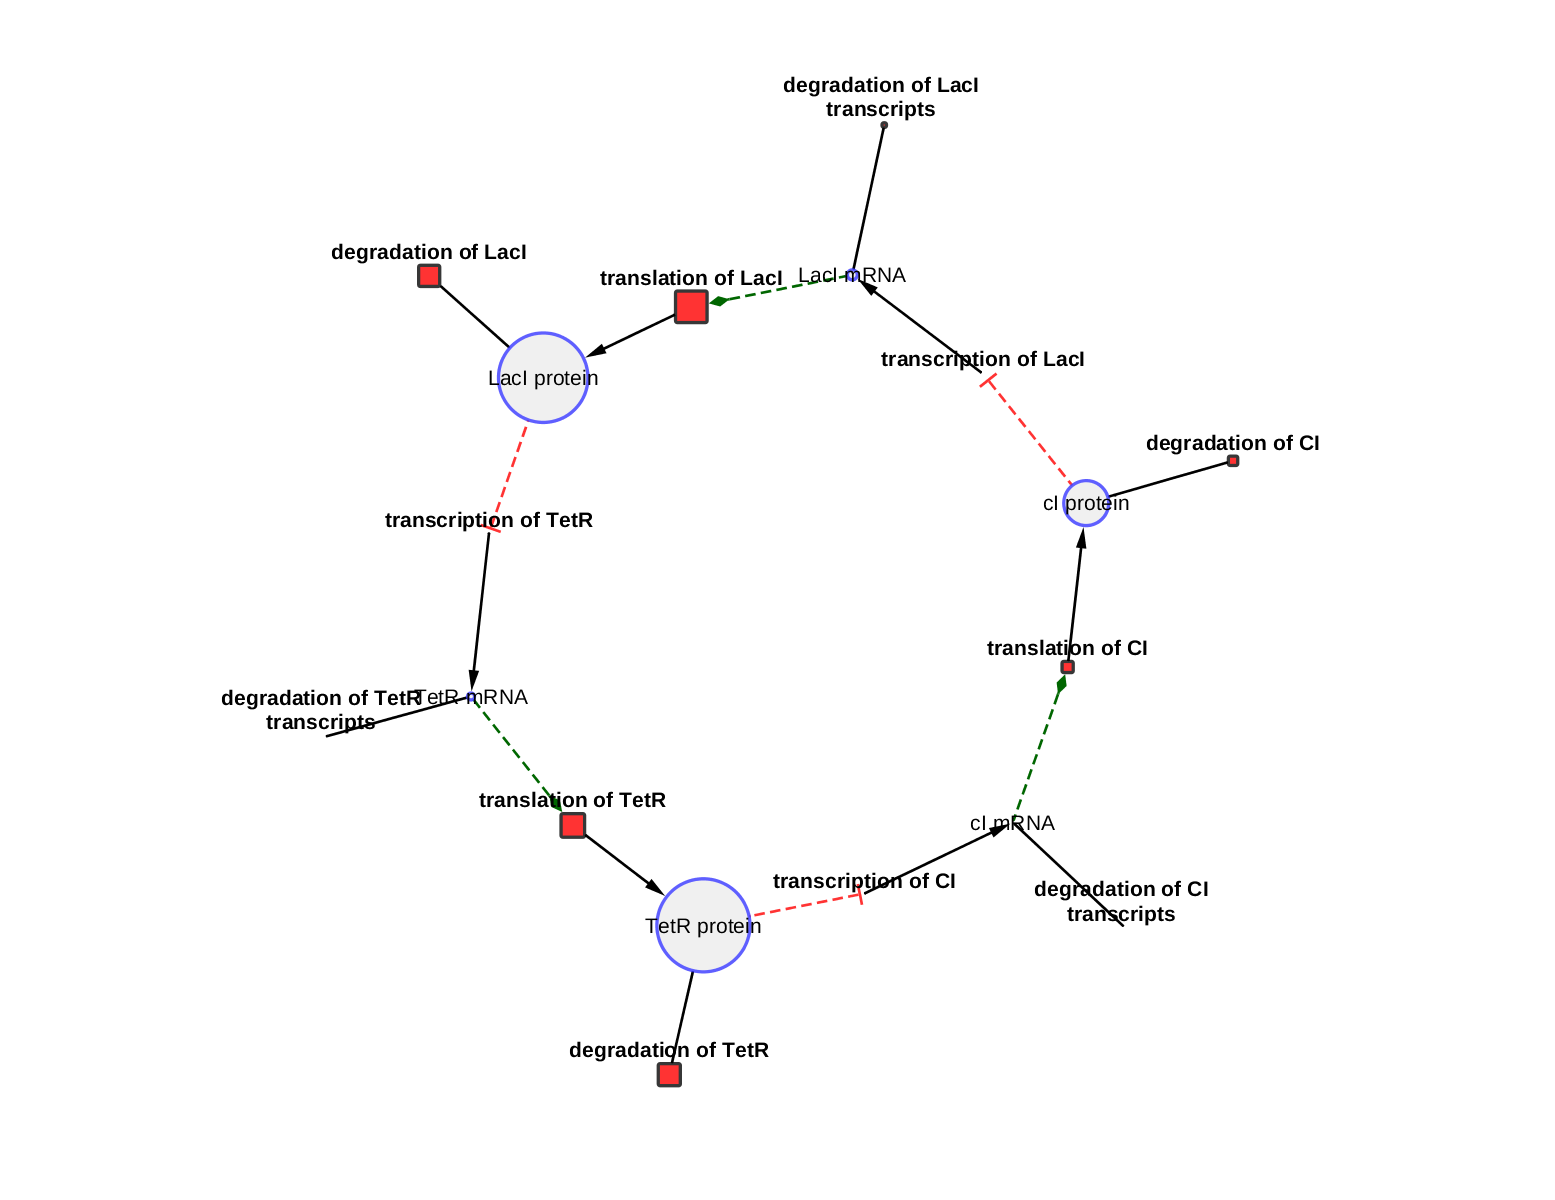 degradation of LacI
transcripts
degradation of LacI
translation of LacI
LacI mRNA
transcription of LacI
LacI protein
degradation of CI
cI protein
transcription of TetR
translation of CI
degradation of TetR
transcripts
TetR mRNA
translation of TetR
cI mRNA
transcription of CI
degradation of CI
transcripts
TetR protein
degradation of TetR